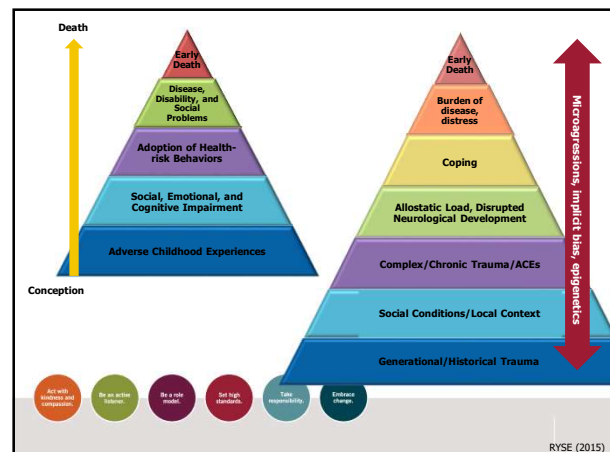 Death
Early
Death
Disease,
Disability, and
Social
Problems
Adoption of Health-
risk Behaviors
Social, Emotional, and
Cognitive Impairment
Adverse Childhood Experiences
Conception
Early
Death
Burden of
disease,
distress
Coping
Allostatic Load, Disrupted
Neurological Development
Complex/Chronic Trauma/ACEs
Social Conditions/Local Context
Generational/Historical Trauma
Microagressions, implicit bias, epigenetics
Act with
kindness and
compassion.
Be an active
listener.
Be a role
model.
Set high
standards.
Take
responsibility.
Embrace
change.
RYSE (2015)